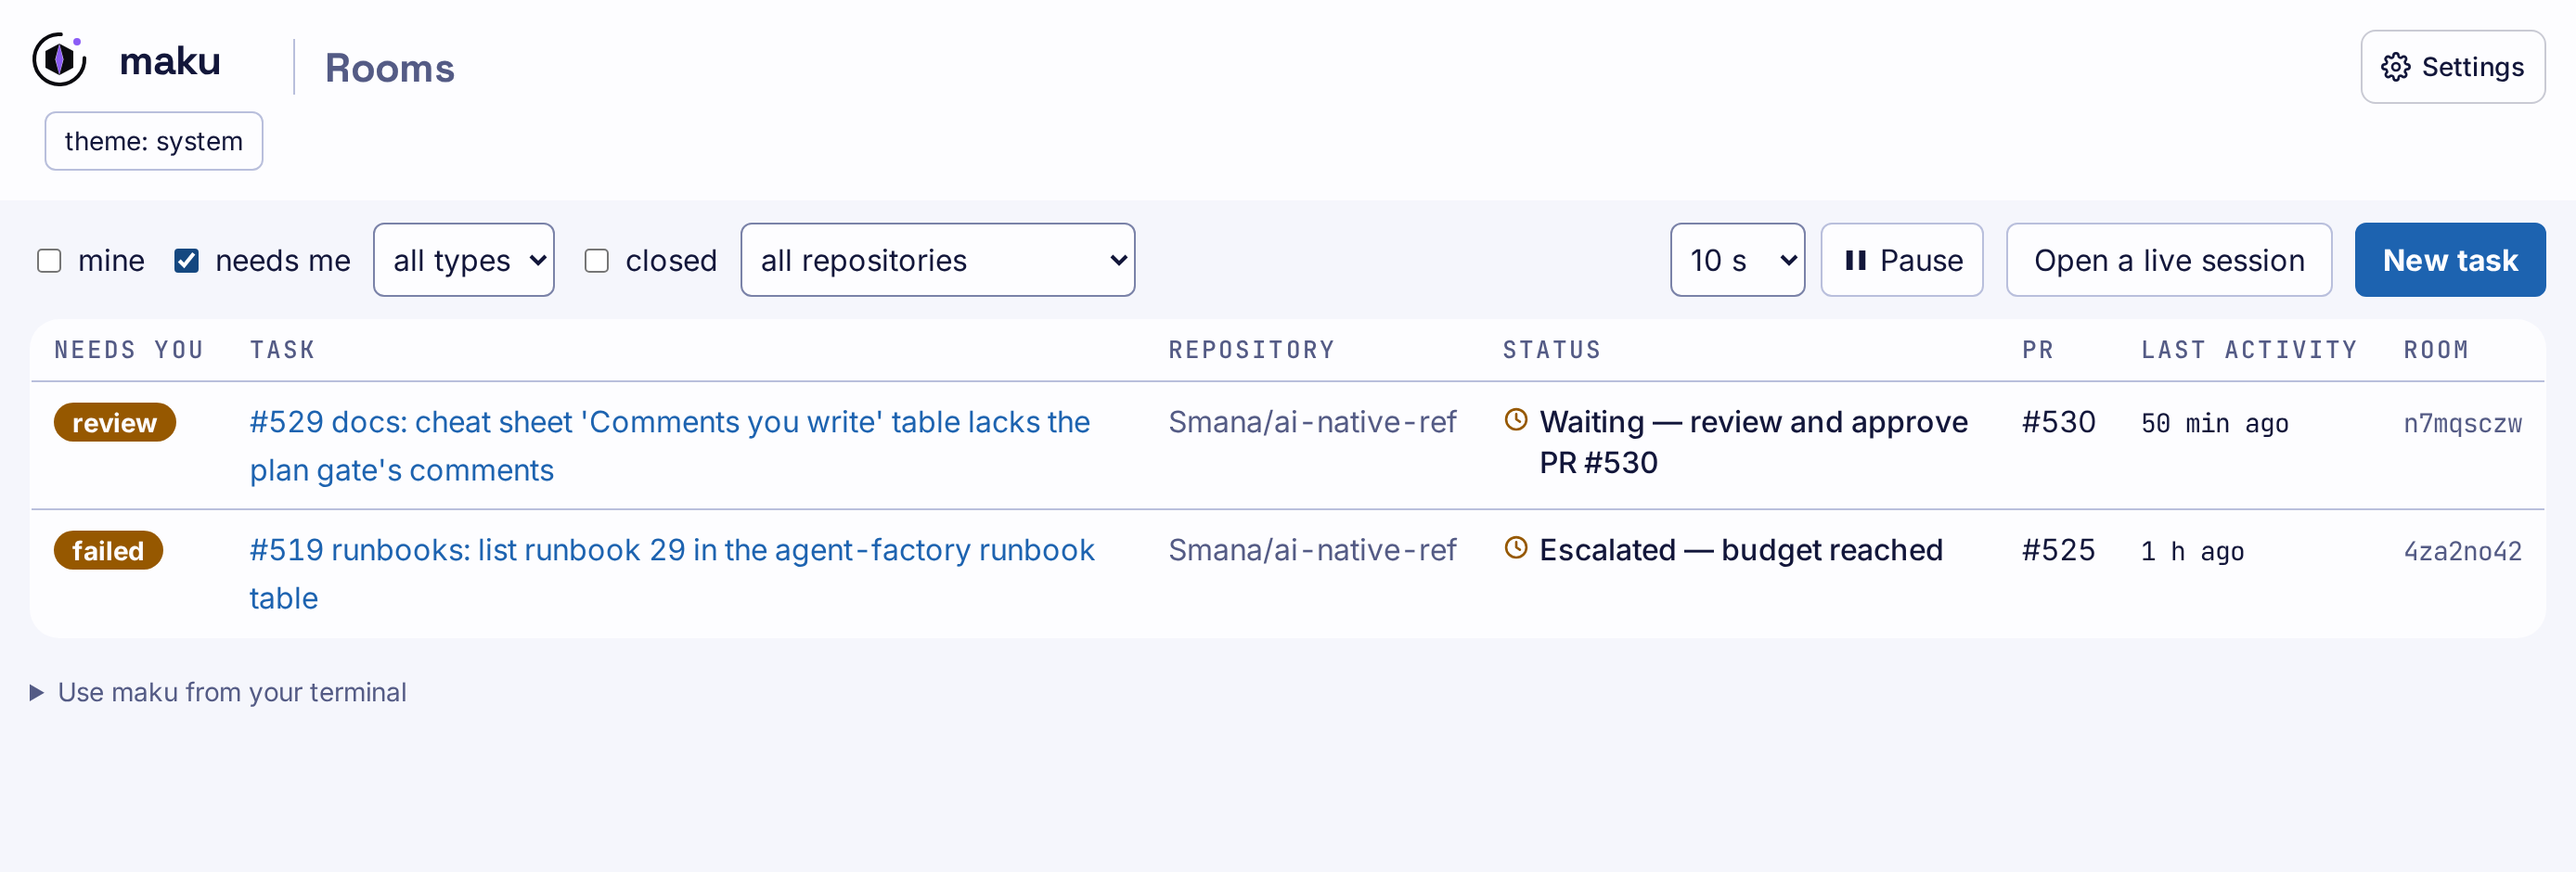 maku
Rooms
Settings
theme: system
mine
needs me
all types
closed
all repositories
10 s
Pause
Open a live session
New task
NEEDS YOU TASK REPOSITORY STATUS PR LAST ACTIVITY ROOM
review
#529 docs: cheat sheet 'Comments you write' table lacks the
plan gate's comments
Smana/ai-native-ref
Waiting — review and approve
PR #530
#530
50 min ago
n7mqsczw
failed
#519 runbooks: list runbook 29 in the agent-factory runbook
table
Smana/ai-native-ref
Escalated — budget reached
#525
1 h ago
4za2no42
Use maku from your terminal